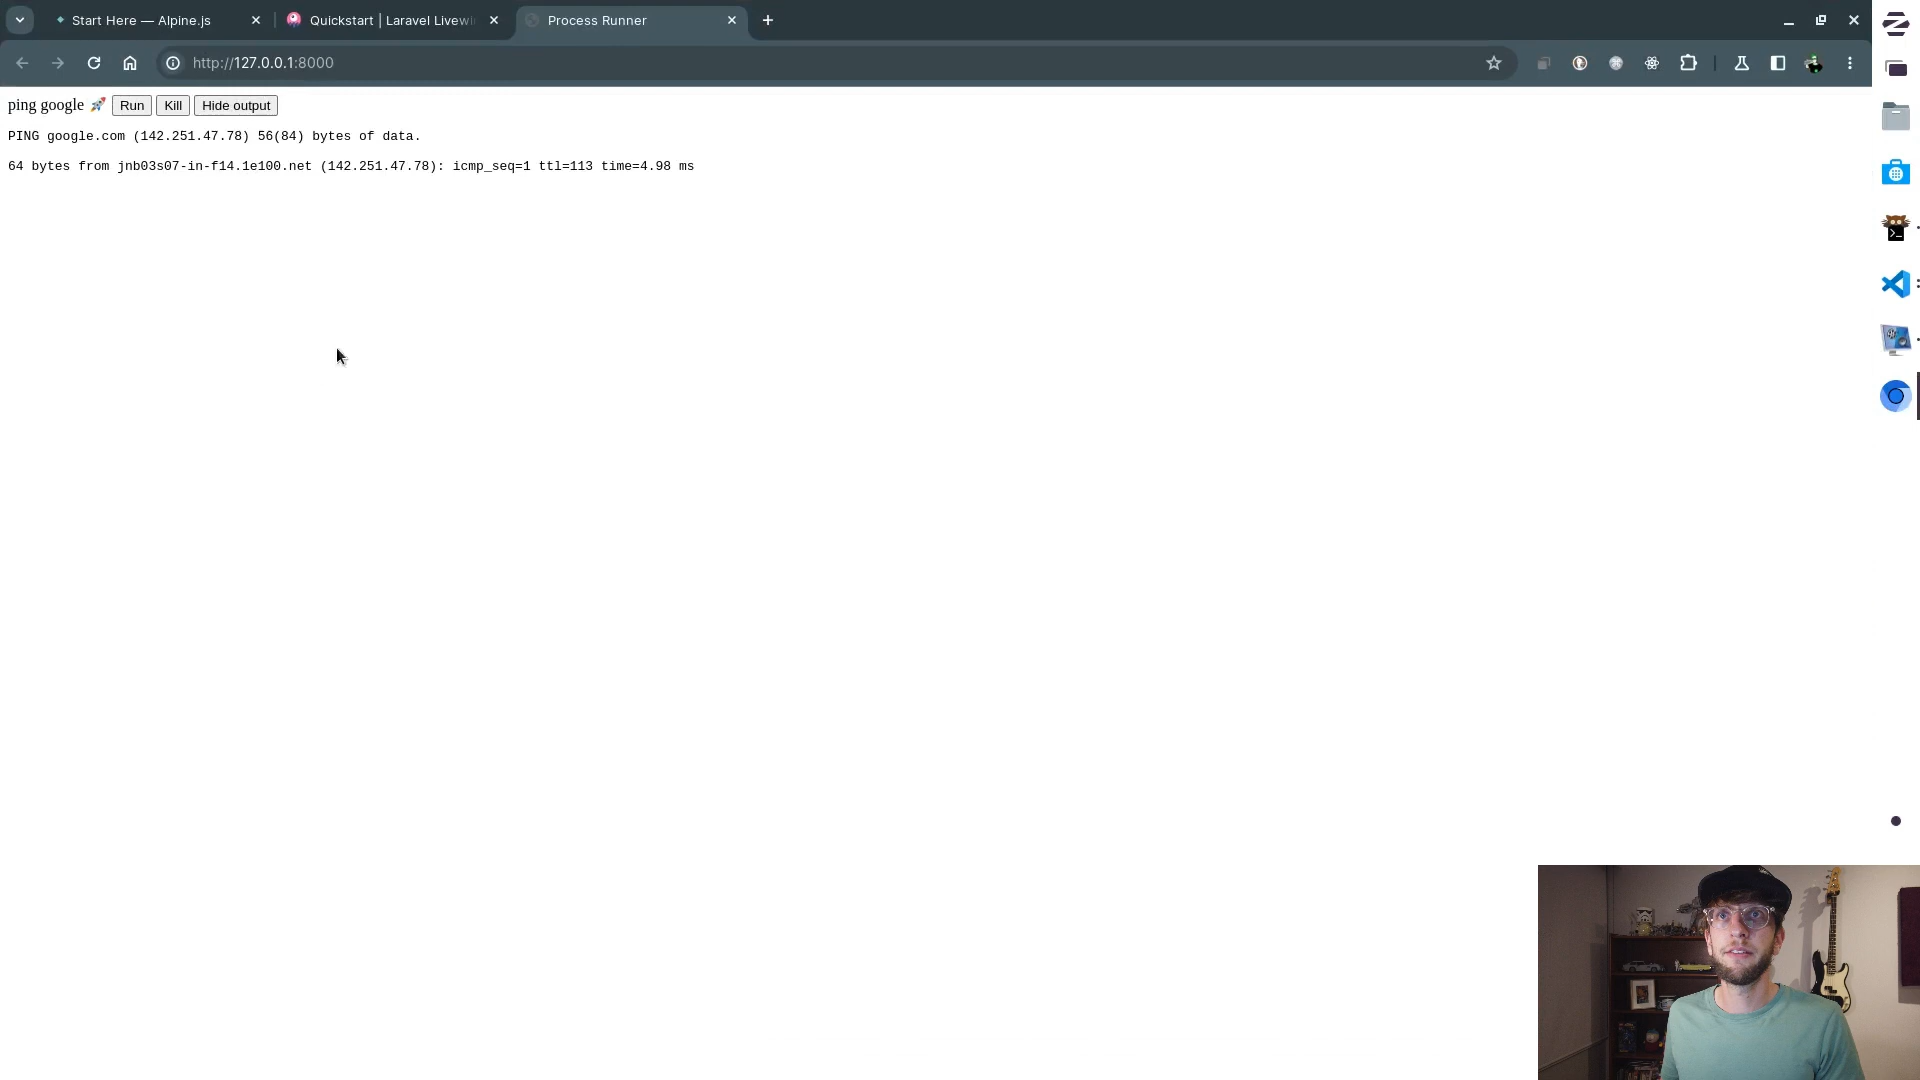 Start Here — Alpine.js
Quickstart | Laravel Livewi
Process Runner
http://127.0.0.1:8000
ping google 🚀 Run Kill Hide output
PING google.com (142.251.47.78) 56(84) bytes of data.
64 bytes from jnb03s07-in-f14.1e100.net (142.251.47.78): icmp_seq=1 ttl=113 time=4.98 ms